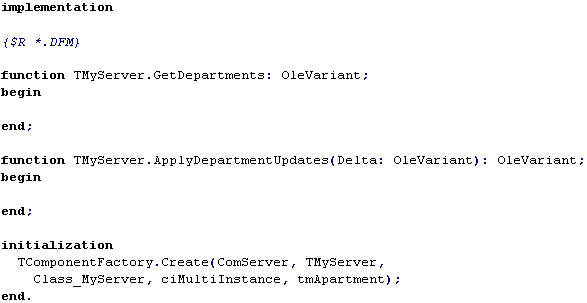 implementation
{$R *.DFM}
function TMyServer.GetDepartments: OleVariant;
begin
end;
function TMyServer.ApplyDepartmentUpdates(Delta: OleVariant): OleVariant;
begin
end;
initialization
TComponentFactory.Create(ComServer, TMyServer,
Class_MyServer, ciMultiInstance, tmApartment);
end.